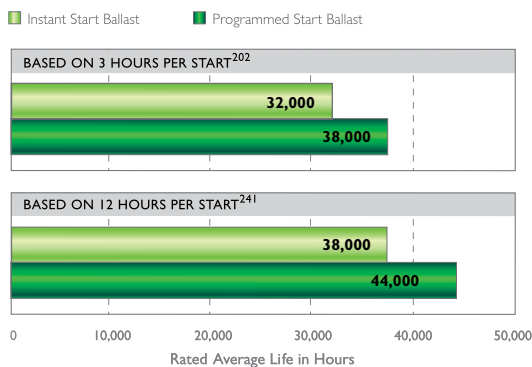 Instant Start Ballast Programmed Start Ballast
BASED ON 3 HOURS PER START202
32,000
38,000
BASED ON 12 HOURS PER START241
38,000
44,000
0 10,000 20,000 30,000 40,000 50,000
Rated Average Life in Hours